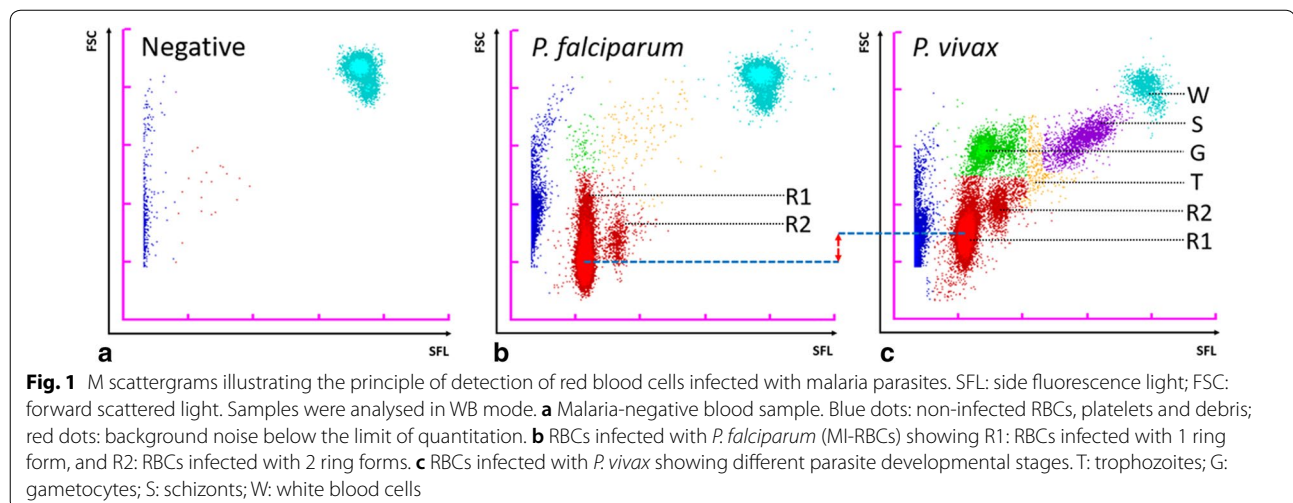 FSC
Negative
SFL
a
FSC
P. falciparum
R1
R2
SFL
b
FSC
P. vivax
W
S
G
T
R2
R1
SFL
c
Fig. 1 M scattergrams illustrating the principle of detection of red blood cells infected with malaria parasites. SFL: side fluorescence light; FSC:
forward scattered light. Samples were analysed in WB mode. a Malaria-negative blood sample. Blue dots: non-infected RBCs, platelets and debris;
red dots: background noise below the limit of quantitation. b RBCs infected with P. falciparum (MI-RBCs) showing R1: RBCs infected with 1 ring
form, and R2: RBCs infected with 2 ring forms. c RBCs infected with P. vivax showing different parasite developmental stages. T: trophozoites; G:
gametocytes; S: schizonts; W: white blood cells